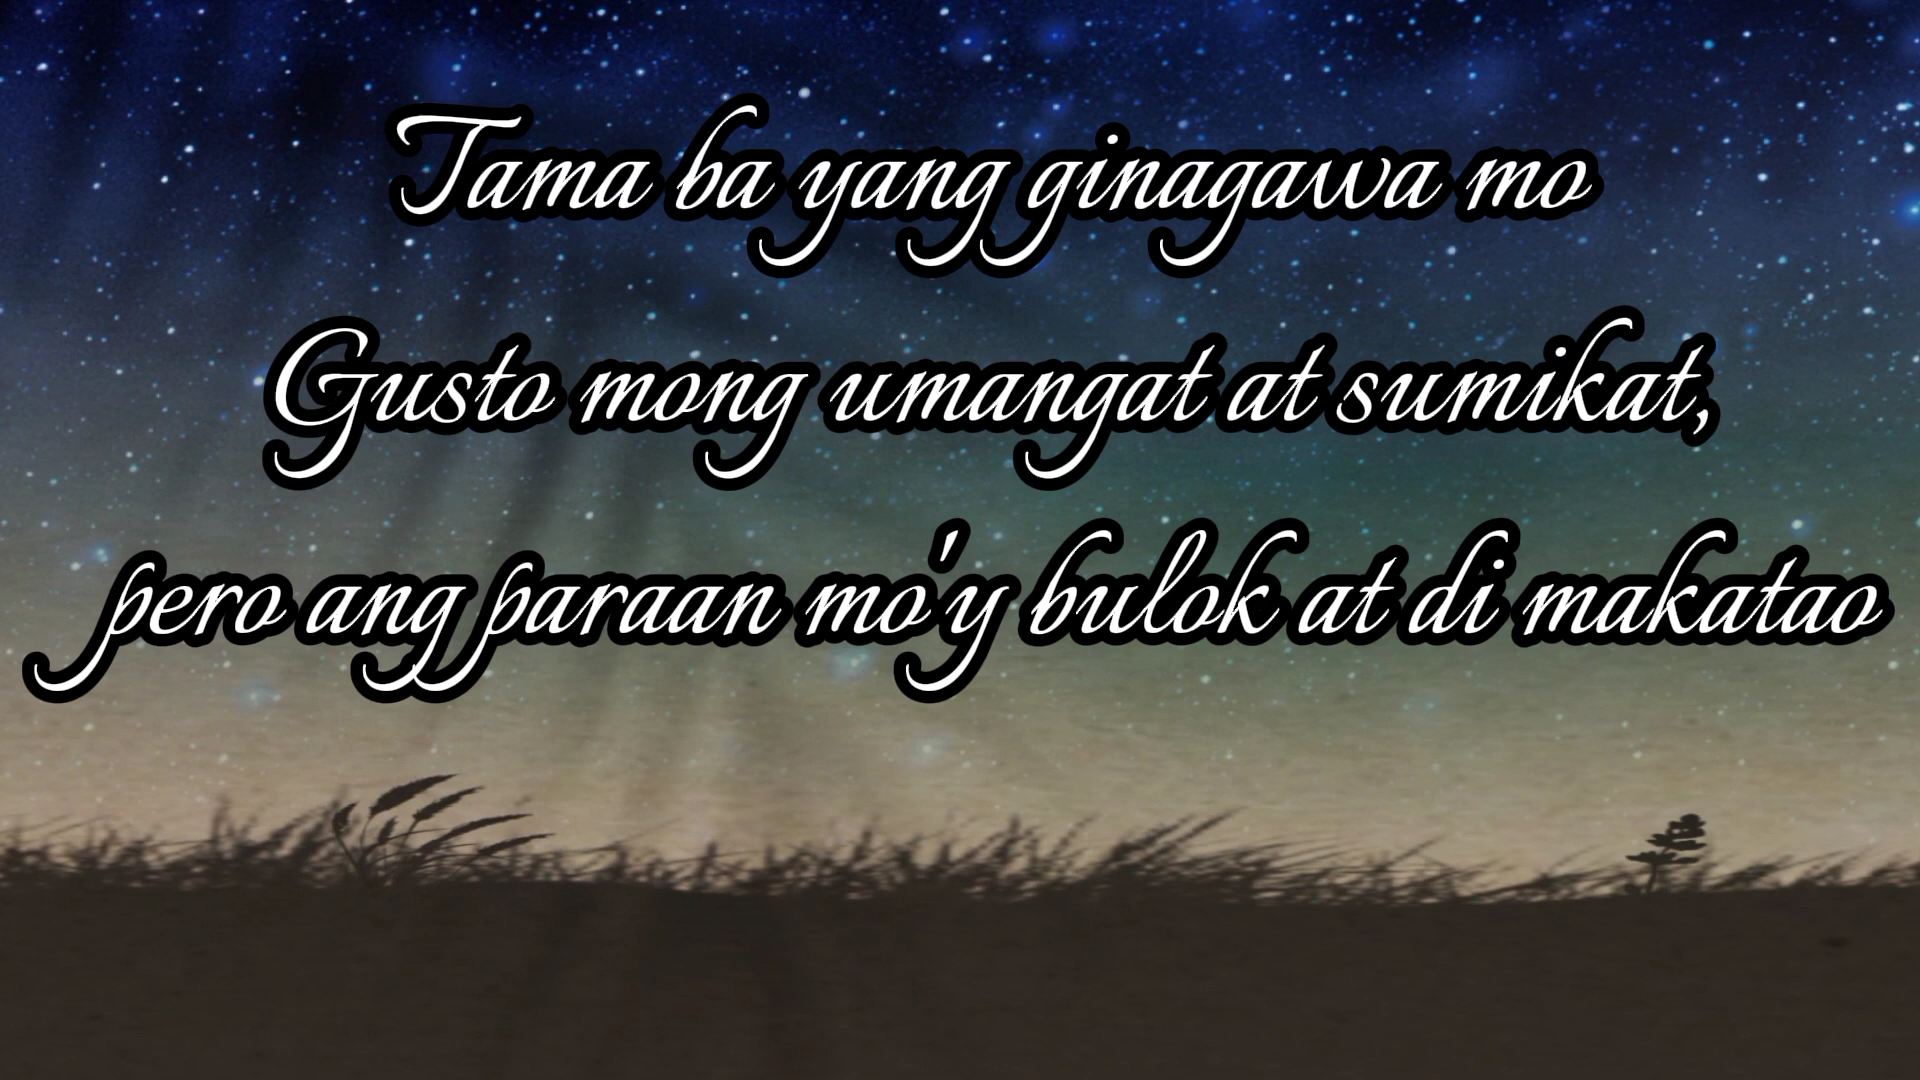 Tama ba yang ginagawa mo
Gusto mong umangat at sumikat,
pero ang paraan mo'y bulok at di makatao